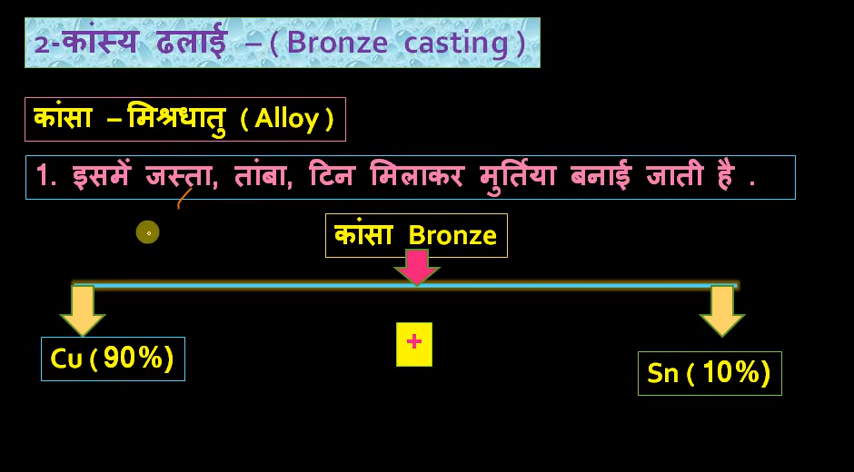 2-कांस्य ढलाई – ( Bronze casting )
कांसा – मिश्रधातु ( Alloy )
1. इसमें जस्ता, तांबा, टिन मिलाकर मुर्तिया बनाई जाती है .
कांसा Bronze
Cu ( 90%)
+
Sn ( 10%)